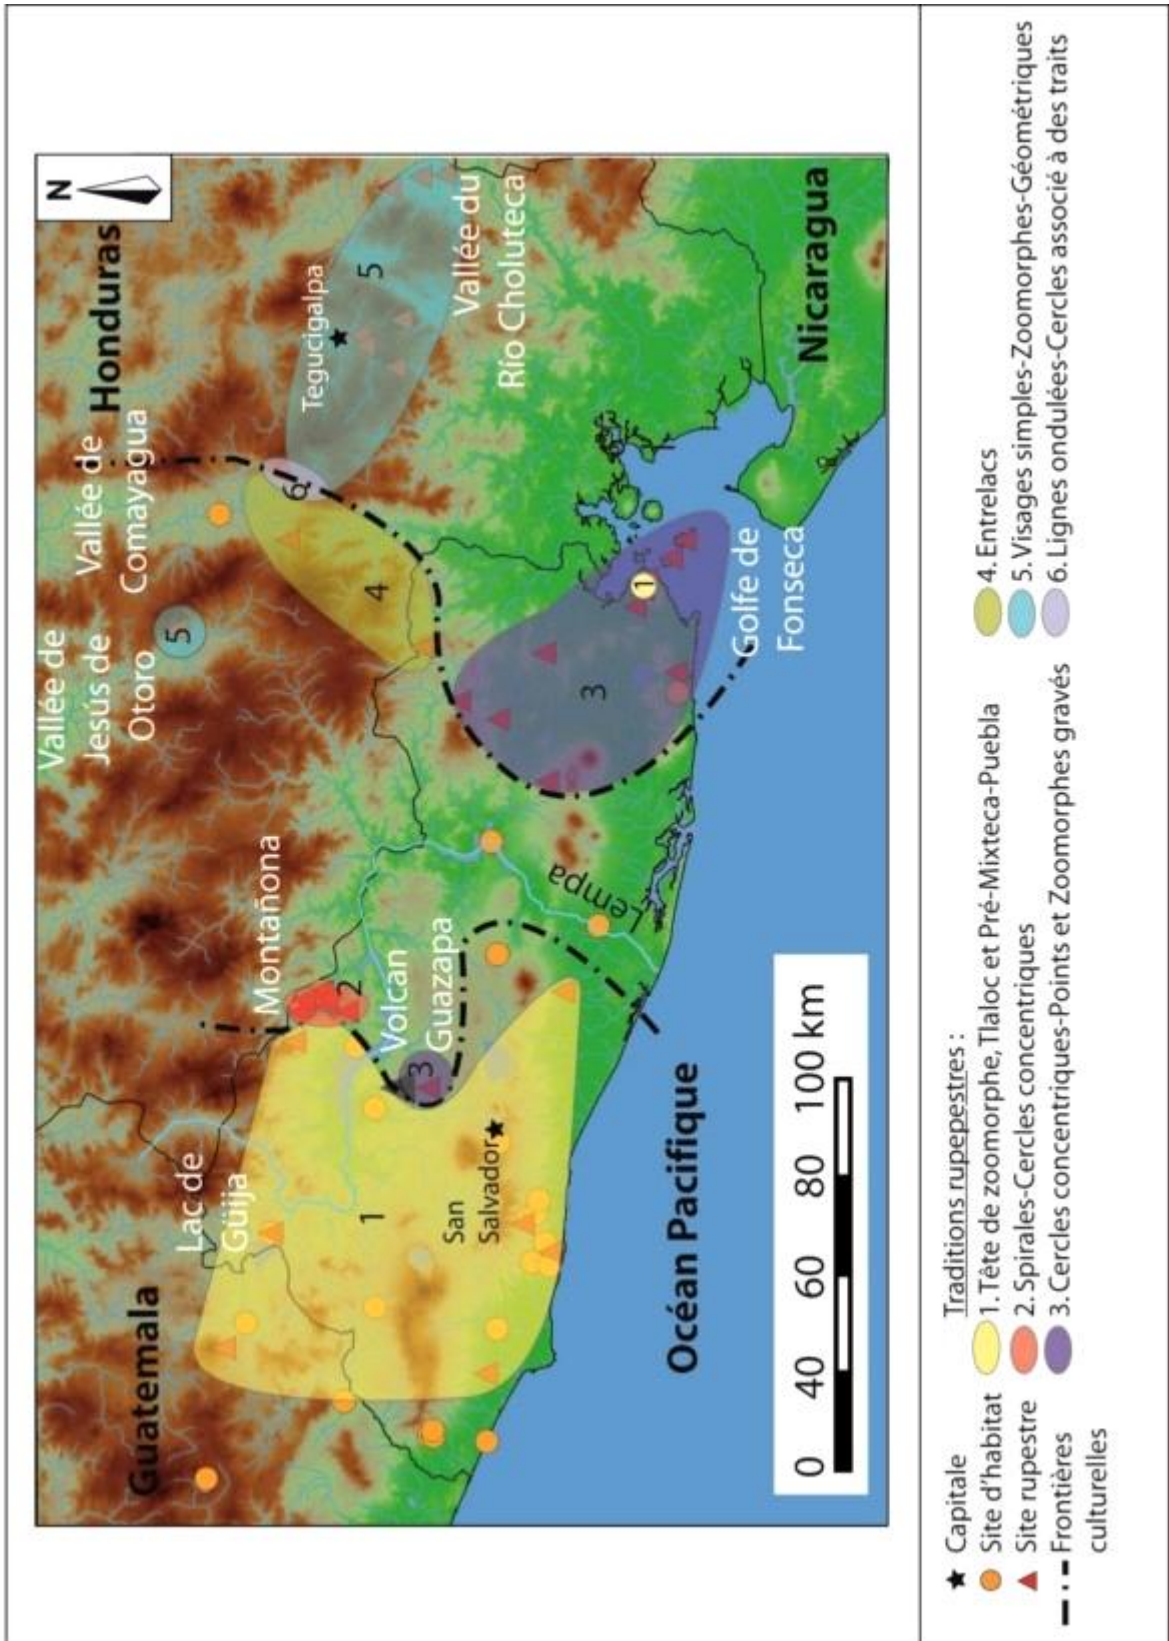 N
Guatemala
Honduras
Nicaragua
Océan Pacifique
Lac de
Güija
Montañona
Volcan
Guazapa
Vallée de
Jesús de
Otoro
Vallée de
Comayagua
Tegucigalpa
Vallée du
Río Choluteca
Golfe de
Fonseca
San
Salvador
Lempa
1
2
3
3
1
4
5
5
6
0 40 60 80 100 km
Capitale
Site d'habitat
Site rupestre
Frontières
culturelles
Traditions rupepestres :
1. Tête de zoomorphe, Tlaloc et Pré-Mixteca-Puebla
2. Spirales-Cercles concentriques
3. Cercles concentriques-Points et Zoomorphes gravés
4. Entrelacs
5. Visages simples-Zoomorphes-Géométriques
6. Lignes ondulées-Cercles associé à des traits